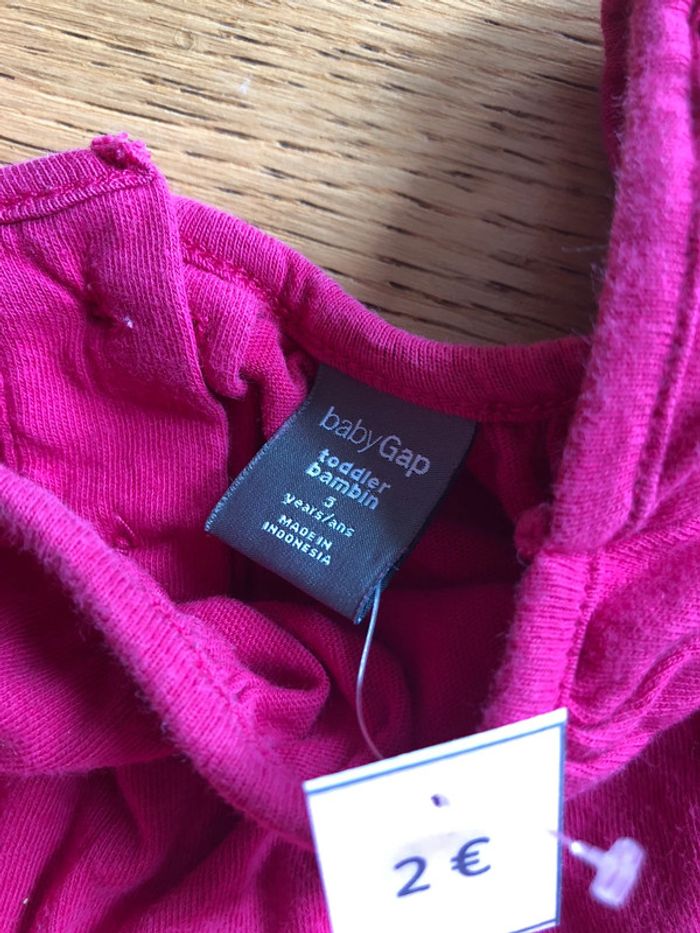 babyGap
toddler
bambin
5
years/ans
MADE IN
INDONESIA
2 €